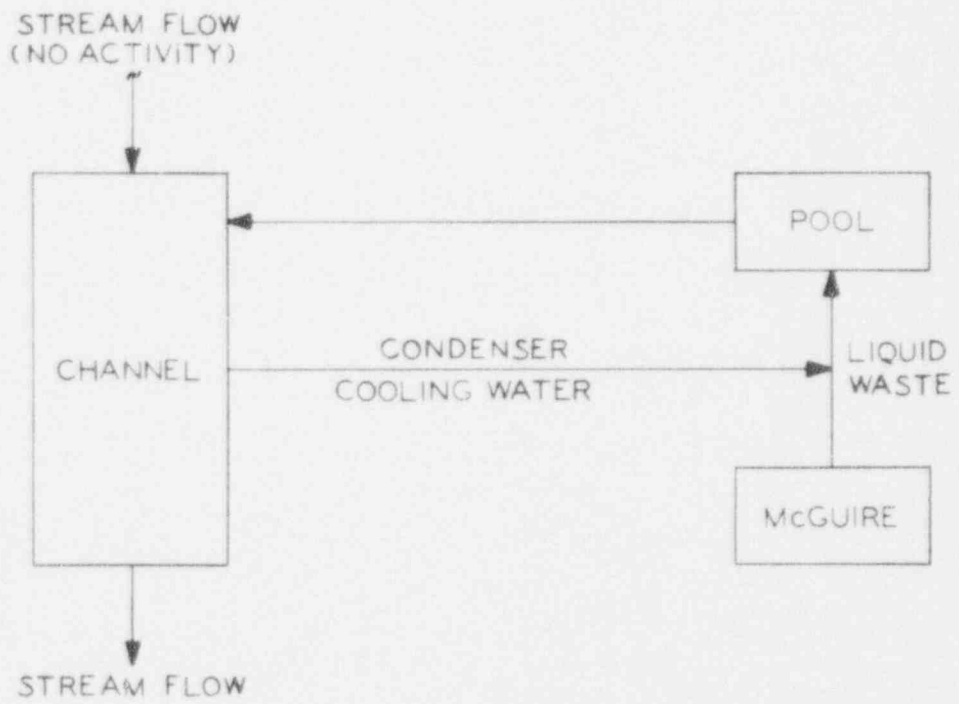 STREAM FLOW
(NO ACTIVITY)
POOL
CHANNEL
CONDENSER
COOLING WATER
LIQUID
WASTE
McGUIRE
STREAM FLOW